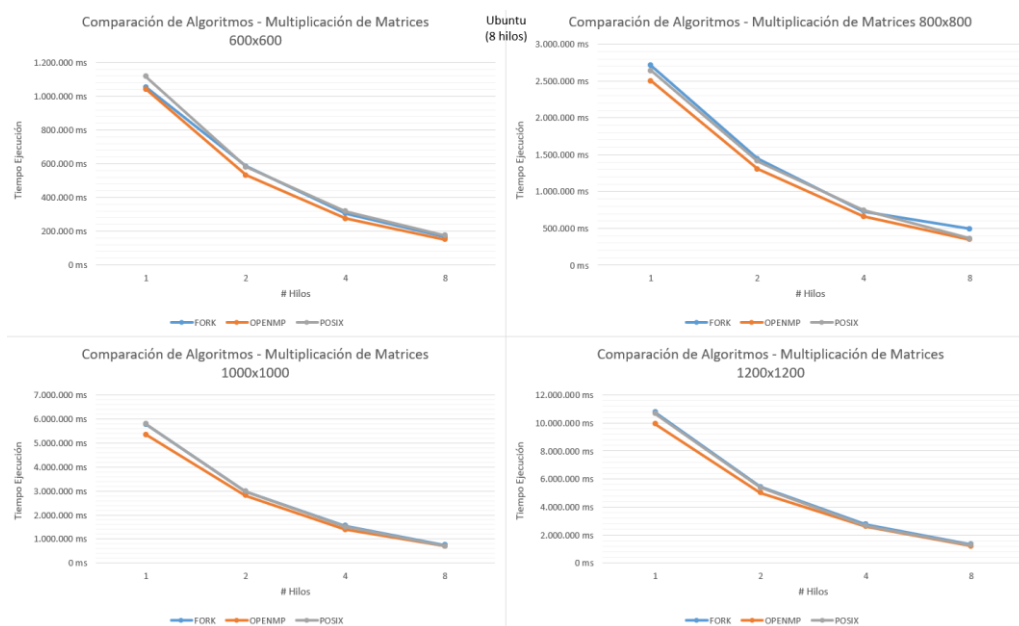 Comparación de Algoritmos - Multiplicación de Matrices
600x600
1.200.000 ms
1.000.000 ms
800.000 ms
600.000 ms
400.000 ms
200.000 ms
0 ms
Tiempo Ejecución
1 2 4 8
# Hilos
FORK OPENMP POSIX
Ubuntu
(8 hilos)
Comparación de Algoritmos - Multiplicación de Matrices 800x800
3.000.000 ms
2.500.000 ms
2.000.000 ms
1.500.000 ms
1.000.000 ms
500.000 ms
0 ms
Tiempo Ejecución
1 2 4 8
# Hilos
FORK OPENMP POSIX
Comparación de Algoritmos - Multiplicación de Matrices
1000x1000
7.000.000 ms
6.000.000 ms
5.000.000 ms
4.000.000 ms
3.000.000 ms
2.000.000 ms
1.000.000 ms
0 ms
Tiempo Ejecución
1 2 4 8
# Hilos
FORK OPENMP POSIX
Comparación de Algoritmos - Multiplicación de Matrices
1200x1200
12.000.000 ms
10.000.000 ms
8.000.000 ms
6.000.000 ms
4.000.000 ms
2.000.000 ms
0 ms
Tiempo Ejecución
1 2 4 8
# Hilos
FORK OPENMP POSIX